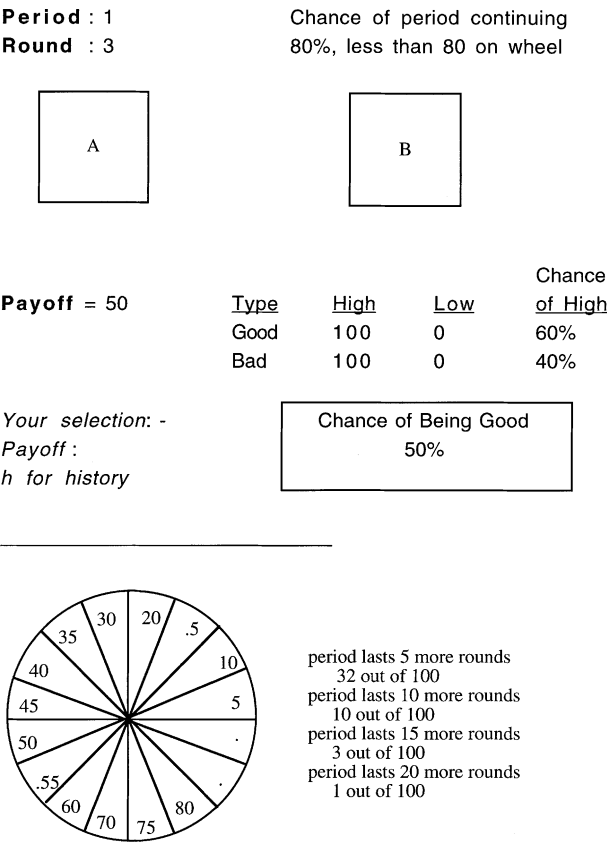 Period : 1
Chance of period continuing
Round : 3
80%, less than 80 on wheel
A
B
Chance
Payoff = 50
Type High Low of High
Good 100 0 60%
Bad 100 0 40%
Your selection: -
Chance of Being Good
Payoff :
50%
h for history
30
20
.5
35
10
40
5
45
.
50
.
.55
80
60
70
75
period lasts 5 more rounds
32 out of 100
period lasts 10 more rounds
10 out of 100
period lasts 15 more rounds
3 out of 100
period lasts 20 more rounds
1 out of 100